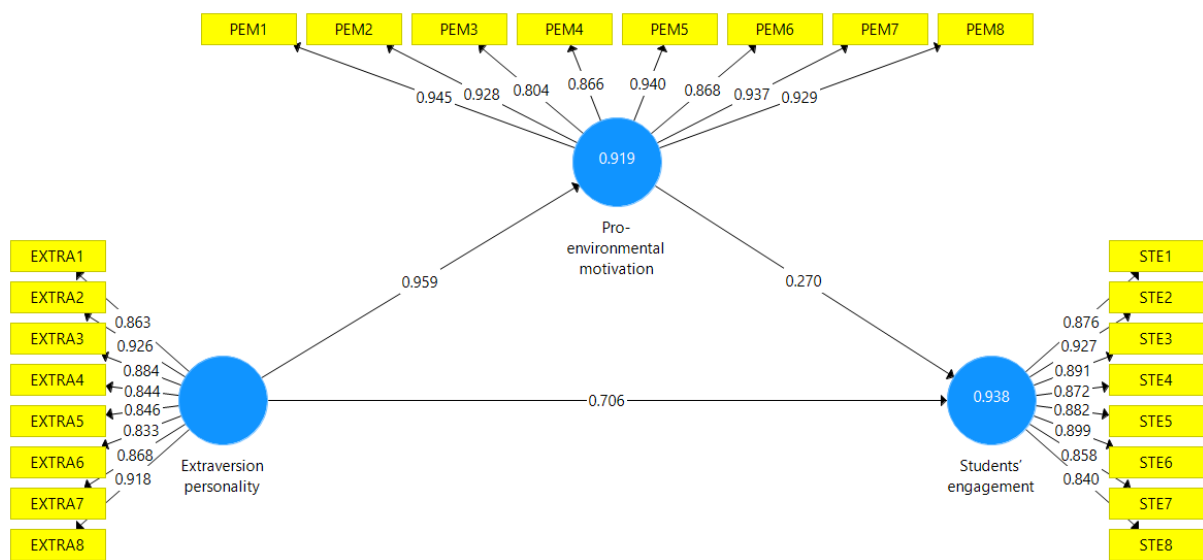 PEM1
PEM2
PEM3
PEM4
PEM5
PEM6
PEM7
PEM8
0.945
0.928
0.804
0.866
0.940
0.868
0.937
0.929
0.919
Pro-
environmental
motivation
0.959
0.270
0.706
EXTRA1
EXTRA2
EXTRA3
EXTRA4
EXTRA5
EXTRA6
EXTRA7
EXTRA8
0.863
0.926
0.884
0.844
0.846
0.833
0.868
0.918
Extraversion
personality
0.938
Students'
engagement
0.876
0.927
0.891
0.872
0.882
0.899
0.858
0.840
STE1
STE2
STE3
STE4
STE5
STE6
STE7
STE8